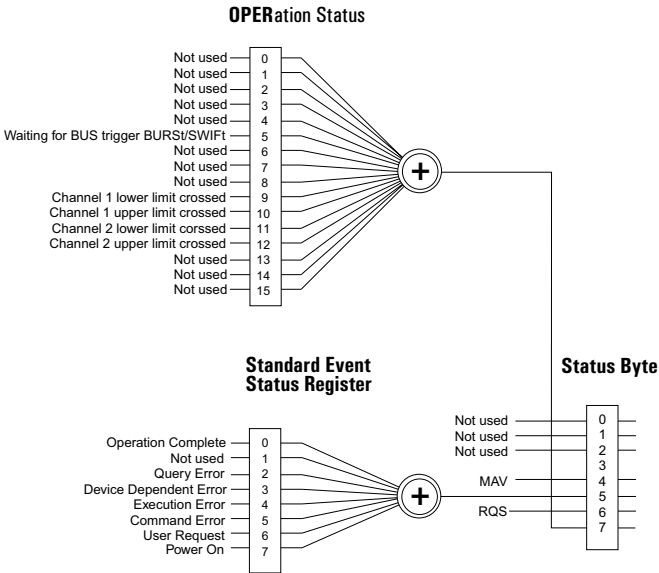 OPERation Status
Not used 0
Not used 1
Not used 2
Not used 3
Not used 4
Waiting for BUS trigger BURSt/SWIFt 5
Not used 6
Not used 7
Not used 8
Channel 1 lower limit crossed 9
Channel 1 upper limit crossed 10
Channel 2 lower limit corssed 11
Channel 2 upper limit crossed 12
Not used 13
Not used 14
Not used 15
+
Standard Event
Status Register
Operation Complete 0
Not used 1
Query Error 2
Device Dependent Error 3
Execution Error 4
Command Error 5
User Request 6
Power On 7
+
Status Byte
Not used 0
Not used 1
Not used 2
3
MAV 4
5
RQS 6
7